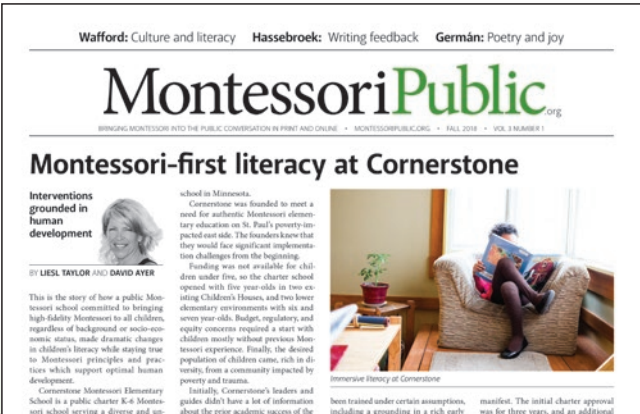 Wafford: Culture and literacy Hassebroek: Writing feedback Germán: Poetry and joy
MontessoriPublic.org
BRINGING MONTESSORI INTO THE PUBLIC CONVERSATION IN PRINT AND ONLINE • MONTESSORIPUBLIC.ORG • FALL 2018 • VOL 3 NUMBER 1
Montessori-first literacy at Cornerstone
Interventions
grounded in
human
development
BY LIESL TAYLOR AND DAVID AYER
This is the story of how a public Mon-
tessori school committed to bringing
high-fidelity Montessori to all children,
regardless of background or socio-eco-
nomic status, made dramatic changes
in children's literacy while staying true
to Montessori principles and prac-
tices which support optimal human
development.
Cornerstone Montessori Elementary
School is a public charter K-6 Montes-
sori school serving a diverse and un-
school in Minnesota.
Cornerstone was founded to meet a
need for authentic Montessori elemen-
tary education on St. Paul's poverty-im-
pacted east side. The founders knew that
they would face significant implementa-
tion challenges from the beginning.
Funding was not available for chil-
dren under five, so the charter school
opened with five year-olds in two ex-
isting Children's Houses, and two lower
elementary environments with six and
seven year-olds. Budget, regulatory, and
equity concerns required a start with
children mostly without previous Mon-
tessori experience. Finally, the desired
population of children came, rich in di-
versity, from a community impacted by
poverty and trauma.
Initially, Cornerstone's leaders and
guides didn't have a lot of information
about the prior academic success of the
Immersive literacy at Cornerstone
been trained under certain assumptions,
including a grounding in a rich early
manifest. The initial charter approval
was for three years, and an additional